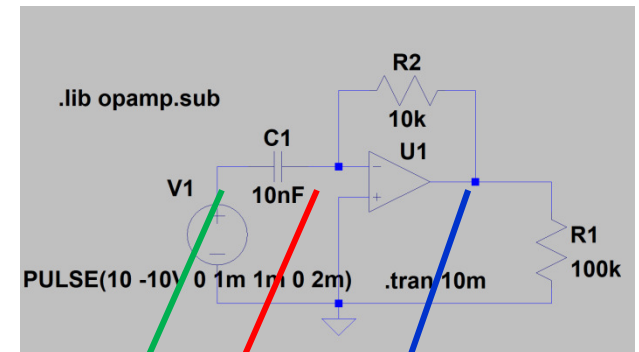 R2
.lib opamp.sub
10k
C1
U1
V1
10nF
R1
PULSE(10 -10V 0 1m 1m 0 2m)
.tran 10m
100k